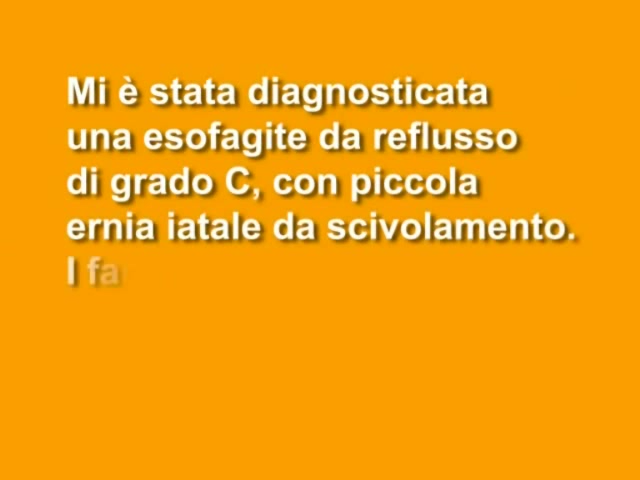 Mi è stata diagnosticata
una esofagite da reflusso
di grado C, con piccola
ernia iatale da scivolamento.
I fa